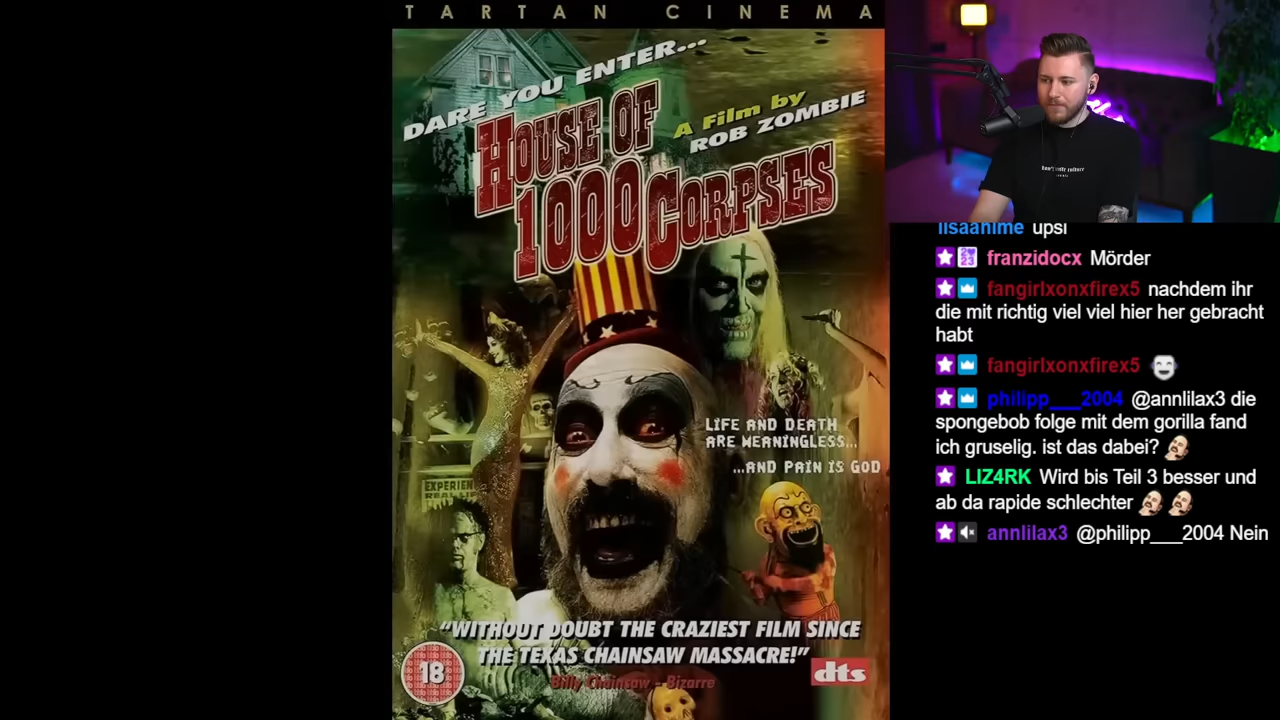 TARTAN CINEMA
DARE YOU ENTER...
HOUSE OF
1000 CORPSES
A Film by
ROB ZOMBIE
LIFE AND DEATH
ARE MEANINGLESS...
...AND PAIN IS GOD
EXPERIEN
REAL LI
"WITHOUT DOUBT THE CRAZIEST FILM SINCE
THE TEXAS CHAINSAW MASSACRE!"
Billy Chainsaw - Bizarre
18
dts
lisaanime upsi
franzidocx Mörder
fangirlxonxfirex5 nachdem ihr
die mit richtig viel viel hier her gebracht
habt
fangirlxonxfirex5
philipp___2004 @annlilax3 die
spongebob folge mit dem gorilla fand
ich gruselig. ist das dabei?
LIZ4RK Wird bis Teil 3 besser und
ab da rapide schlechter
annlilax3 @philipp___2004 Nein